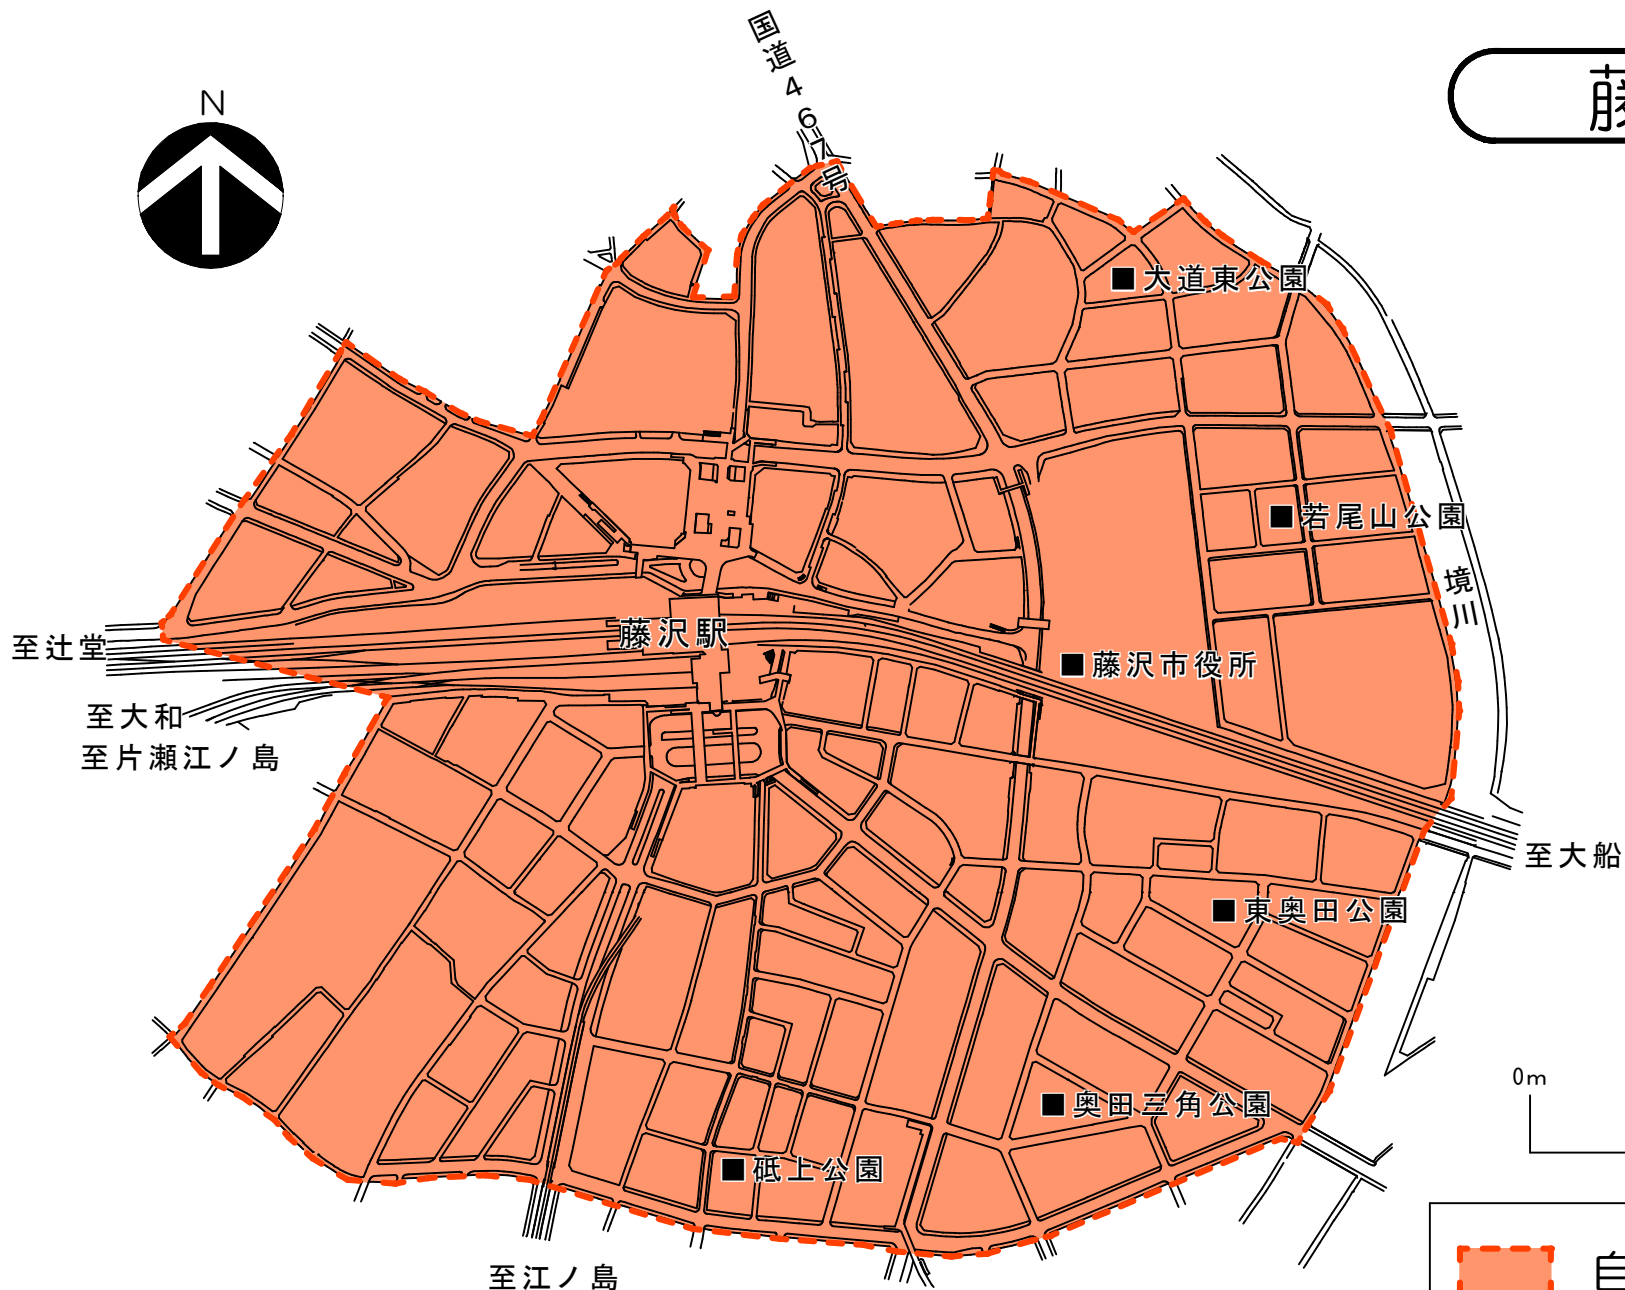 国道467号
N
藤
大道東公園
若尾山公園
境川
至辻堂
藤沢駅
藤沢市役所
至大和
至片瀬江ノ島
至大船
東奥田公園
0m
奥田三角公園
砥上公園
自
至江ノ島